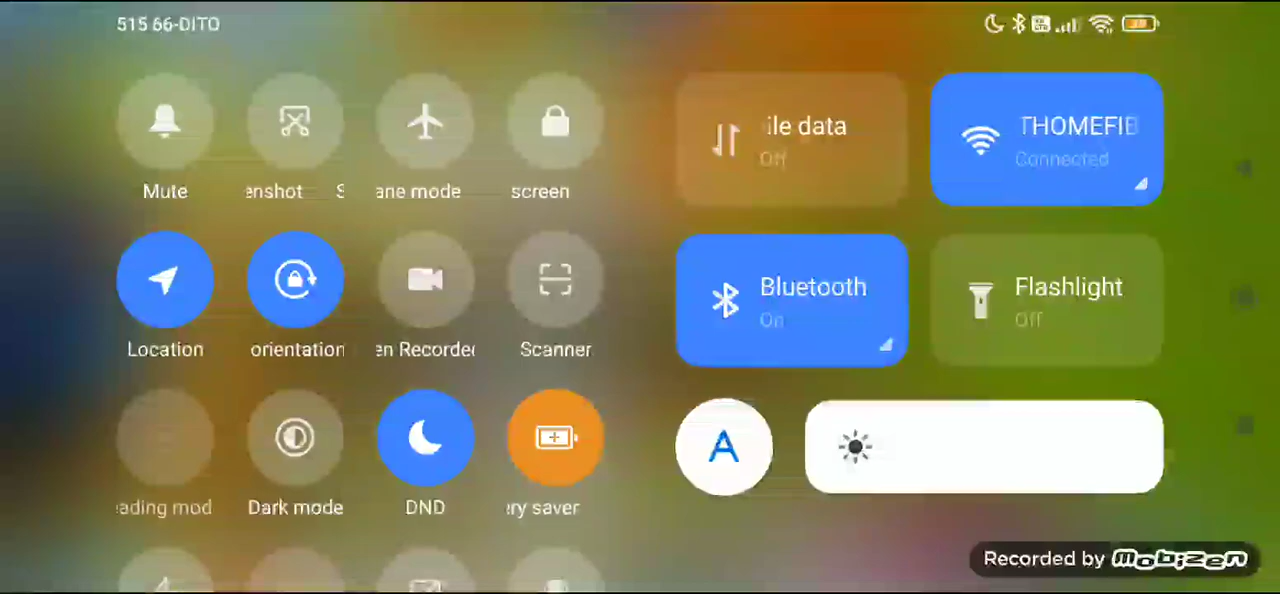 515 66-DITO
Mute
enshot S
ane mode
screen
ile data
Off
THOMEFIB
Connected
Location
orientation
en Recorder
Scanner
Bluetooth
On
Flashlight
Off
eading mod
Dark mode
DND
ery saver
A
Recorded by Mobizen